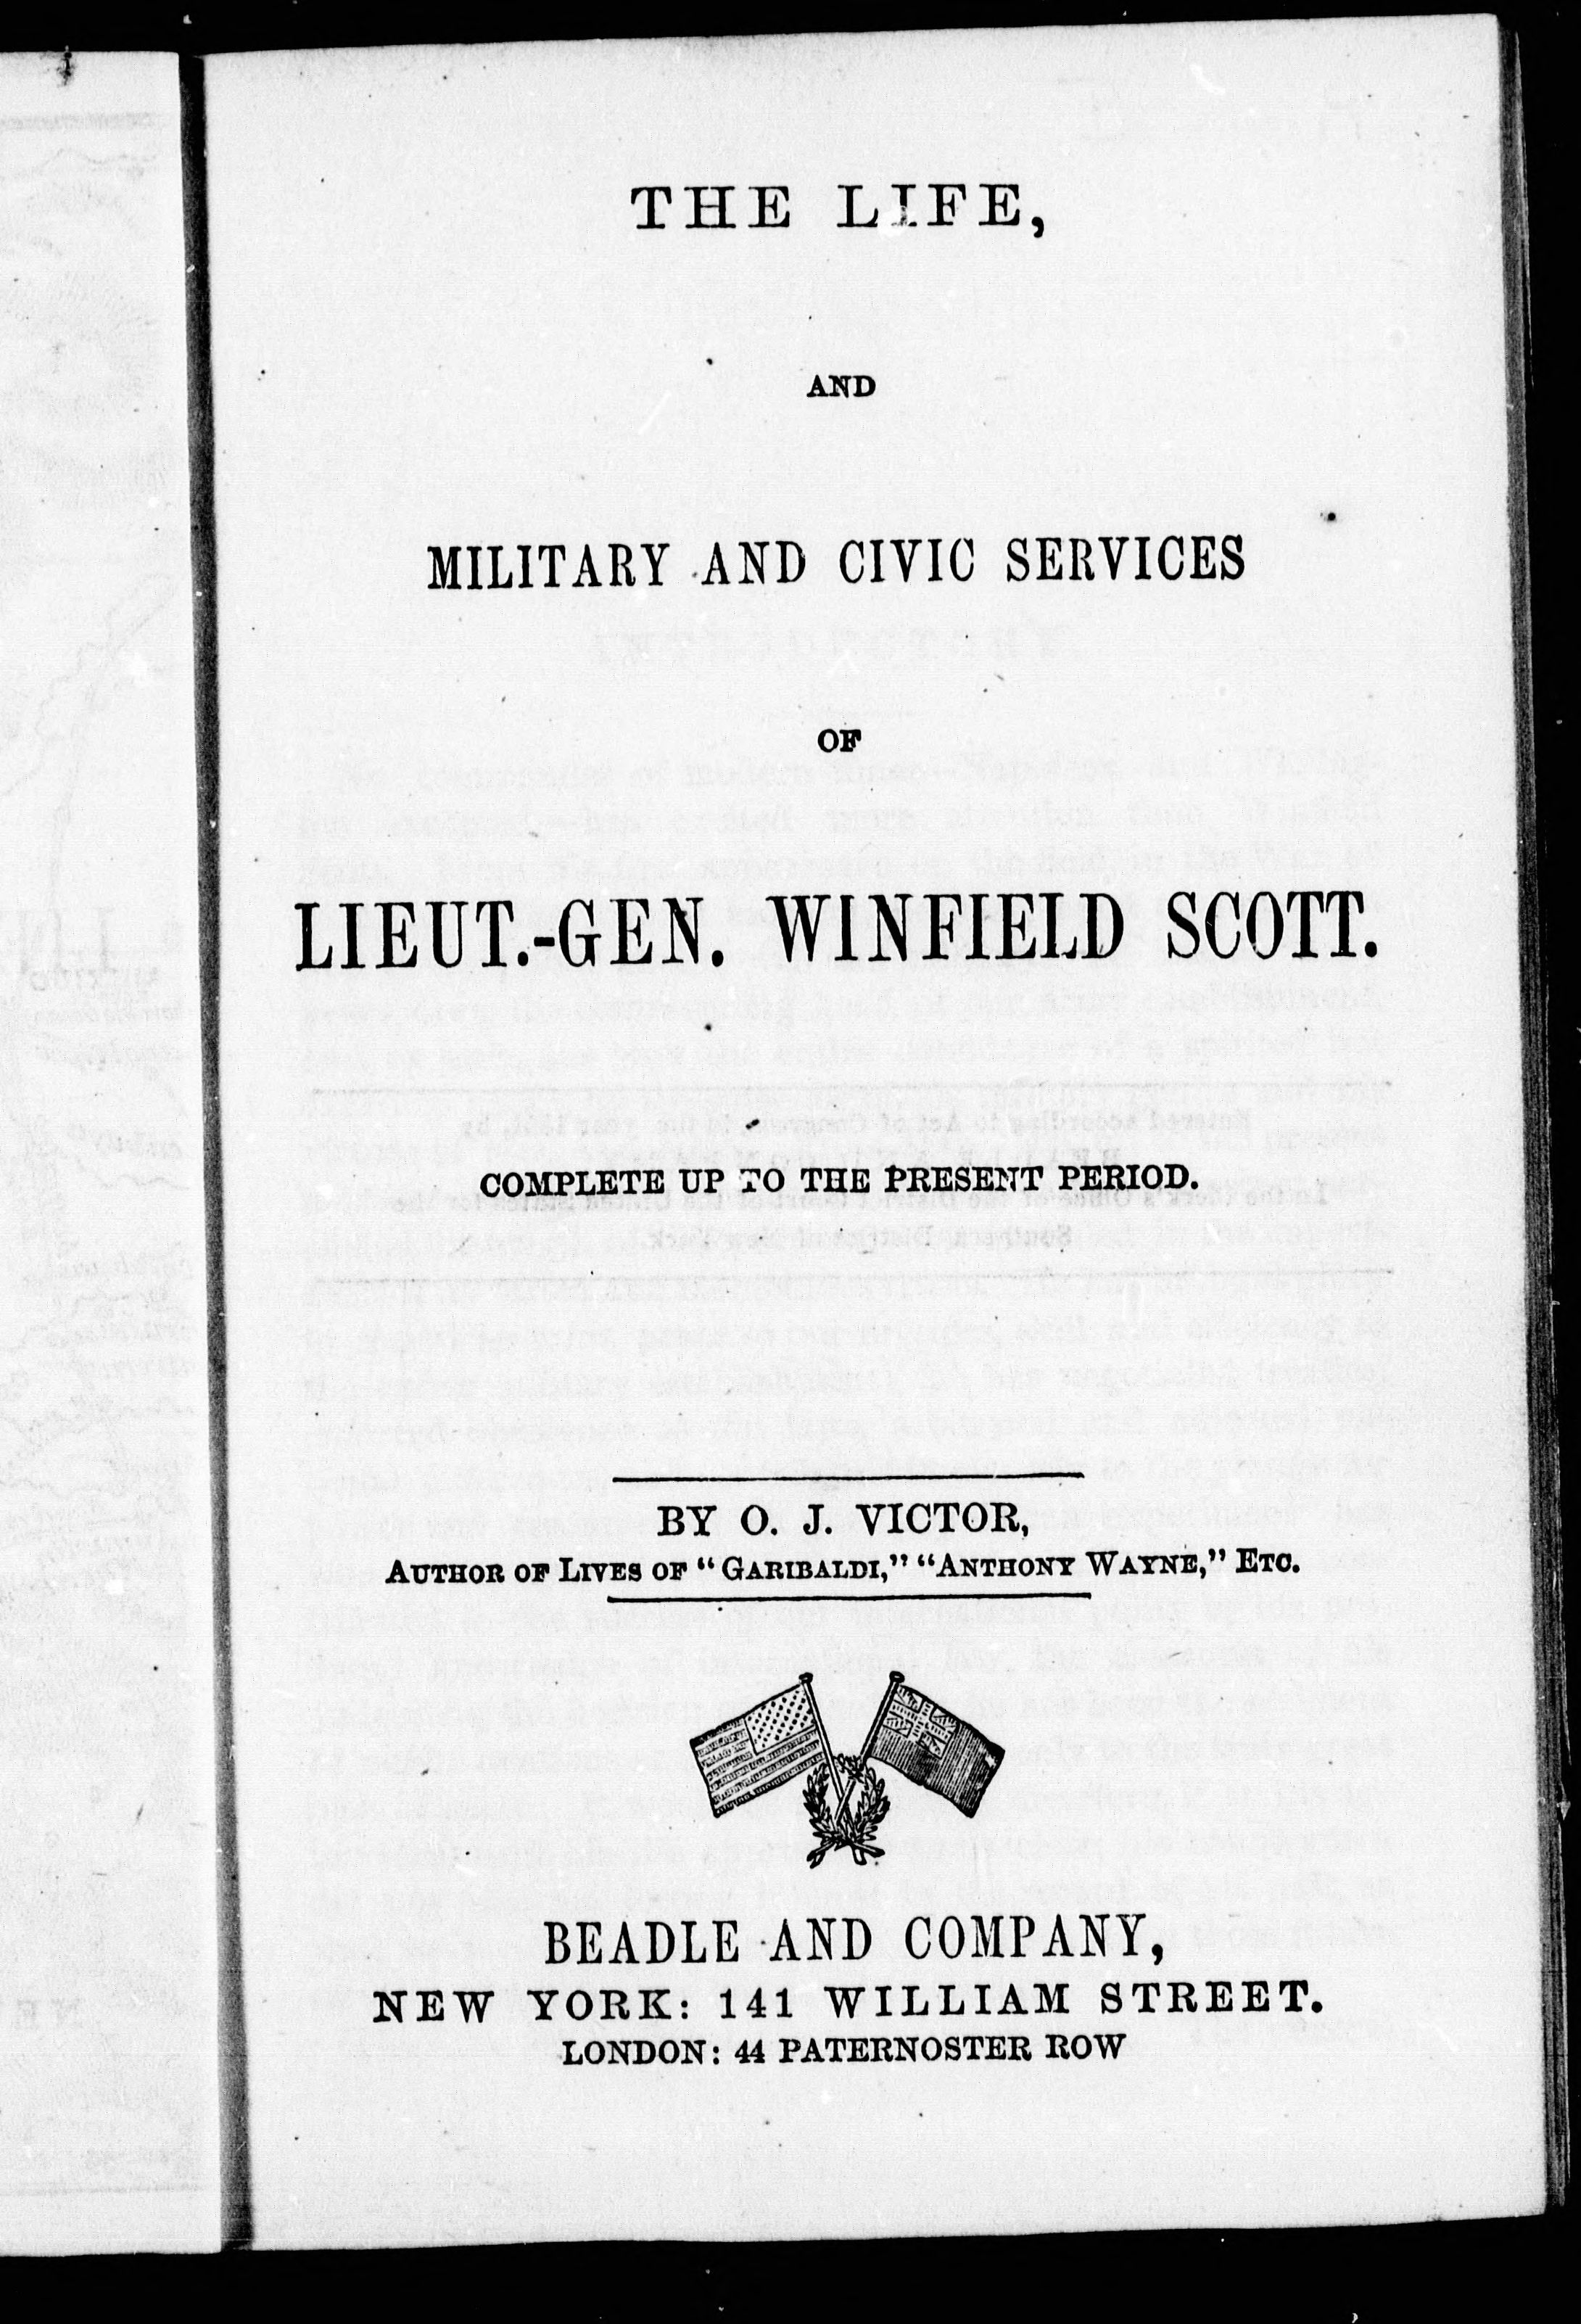 THE LIFE,
AND
MILITARY AND CIVIC SERVICES
OF
LIEUT.-GEN. WINFIELD SCOTT.
COMPLETE UP TO THE PRESENT PERIOD.
BY O. J. VICTOR,
AUTHOR OF LIVES OF "GARIBALDI," "ANTHONY WAYNE," ETC.
BEADLE AND COMPANY,
NEW YORK: 141 WILLIAM STREET.
LONDON: 44 PATERNOSTER ROW